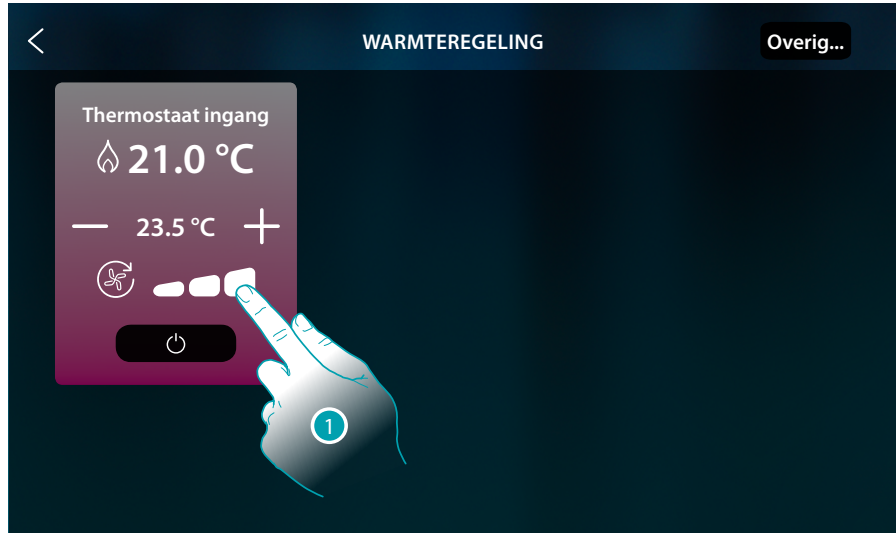 WARMTEREGELING
Overig...
Thermostaat ingang
21.0 °C
23.5 °C
1